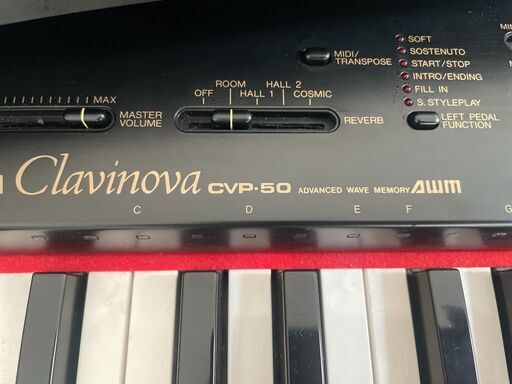 MIDI/
TRANSPOSE
SOFT
SOSTENUTO
START/STOP
INTRO/ENDING
FILL IN
S.STYLEPLAY
LEFT PEDAL
FUNCTION
OFF
ROOM
HALL 1
HALL 2
COSMIC
REVERB
MAX
MASTER
VOLUME
Clavinova CVP·50 ADVANCED WAVE MEMORY AWM
C D E F G